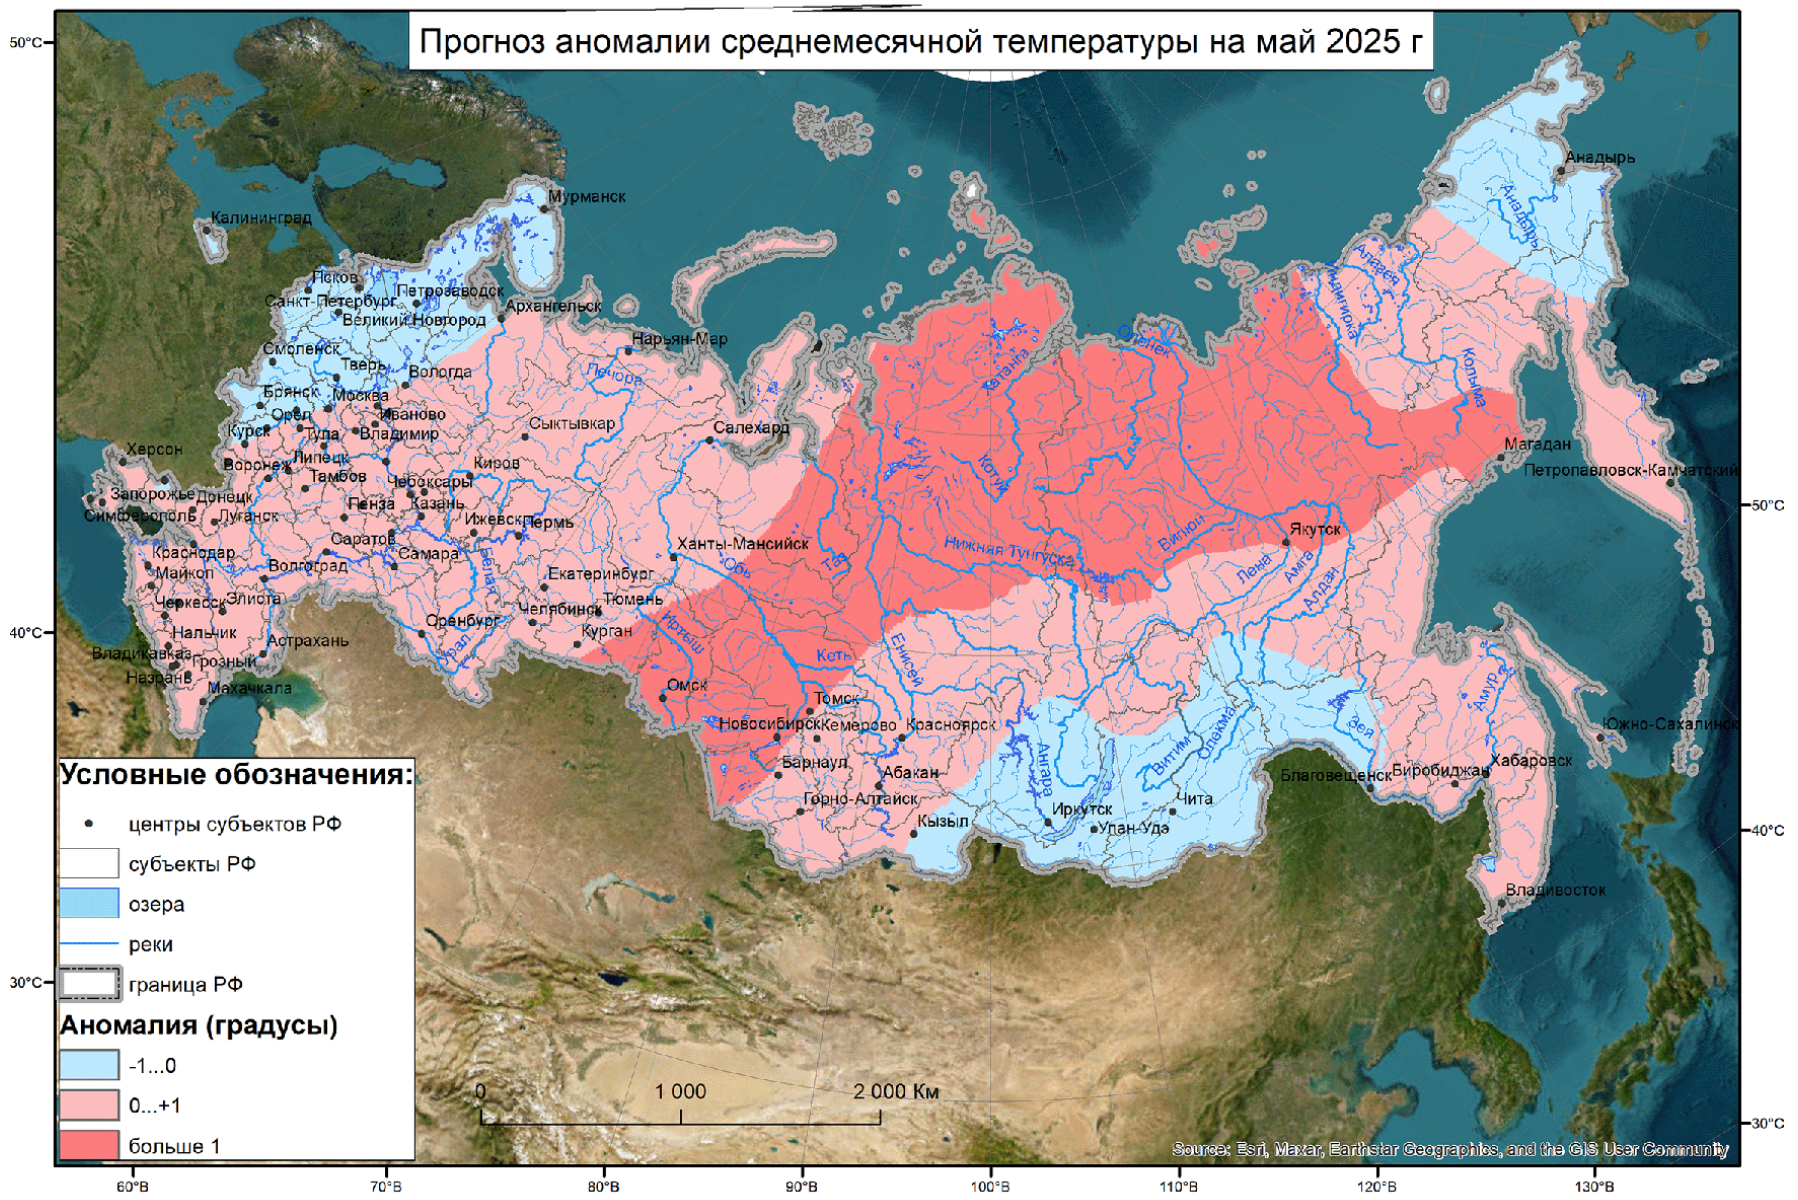 Прогноз аномалии среднемесячной температуры на май 2025 г
50°С
40°С
30°С
50°С
40°С
30°С
60°В
70°В
80°В
90°В
100°В
110°В
120°В
130°В
Анадырь
Анадырь
Мурманск
Калининград
Псков
Санкт-Петербург
Петрозаводск
Великий Новгород
Архангельск
Нарьян-Мар
Смоленск
Тверь
Вологда
Печора
Брянск
Москва
Иваново
Орёл
Тула
Владимир
Курск
Сыктывкар
Салехард
Херсон
Воронеж
Липецк
Тамбов
Киров
Чебоксары
Запорожье
Донецк
Пенза
Казань
Симферополь
Луганск
Ижевск
Пермь
Саратов
Самара
Белая
Краснодар
Волгоград
Майкоп
Екатеринбург
Ханты-Мансийск
Обь
Черкесск
Элиста
Челябинск
Тюмень
Нальчик
Астрахань
Оренбург
Урал
Курган
Владикавказ
Грозный
Назрань
Махачкала
Иртыш
Омск
Кеть
Енисей
Таз
Томск
Новосибирск
Кемерово
Красноярск
Барнаул
Абакан
Горно-Алтайск
Кызыл
Хатанга
Котуй
Оленек
Индигирка
Алазея
Колыма
Магадан
Петропавловск-Камчатский
Нижняя Тунгуска
Вилюй
Якутск
Лена
Амга
Алдан
Ангара
Иркутск
Улан-Удэ
Чита
Витим
Олекма
Зея
Благовещенск
Биробиджан
Хабаровск
Амур
Южно-Сахалинск
Владивосток
Условные обозначения:
центры субъектов РФ
субъекты РФ
озера
реки
граница РФ
Аномалия (градусы)
-1...0
0...+1
больше 1
0
1 000
2 000 Км
Source: Esri, Maxar, Earthstar Geographics, and the GIS User Community